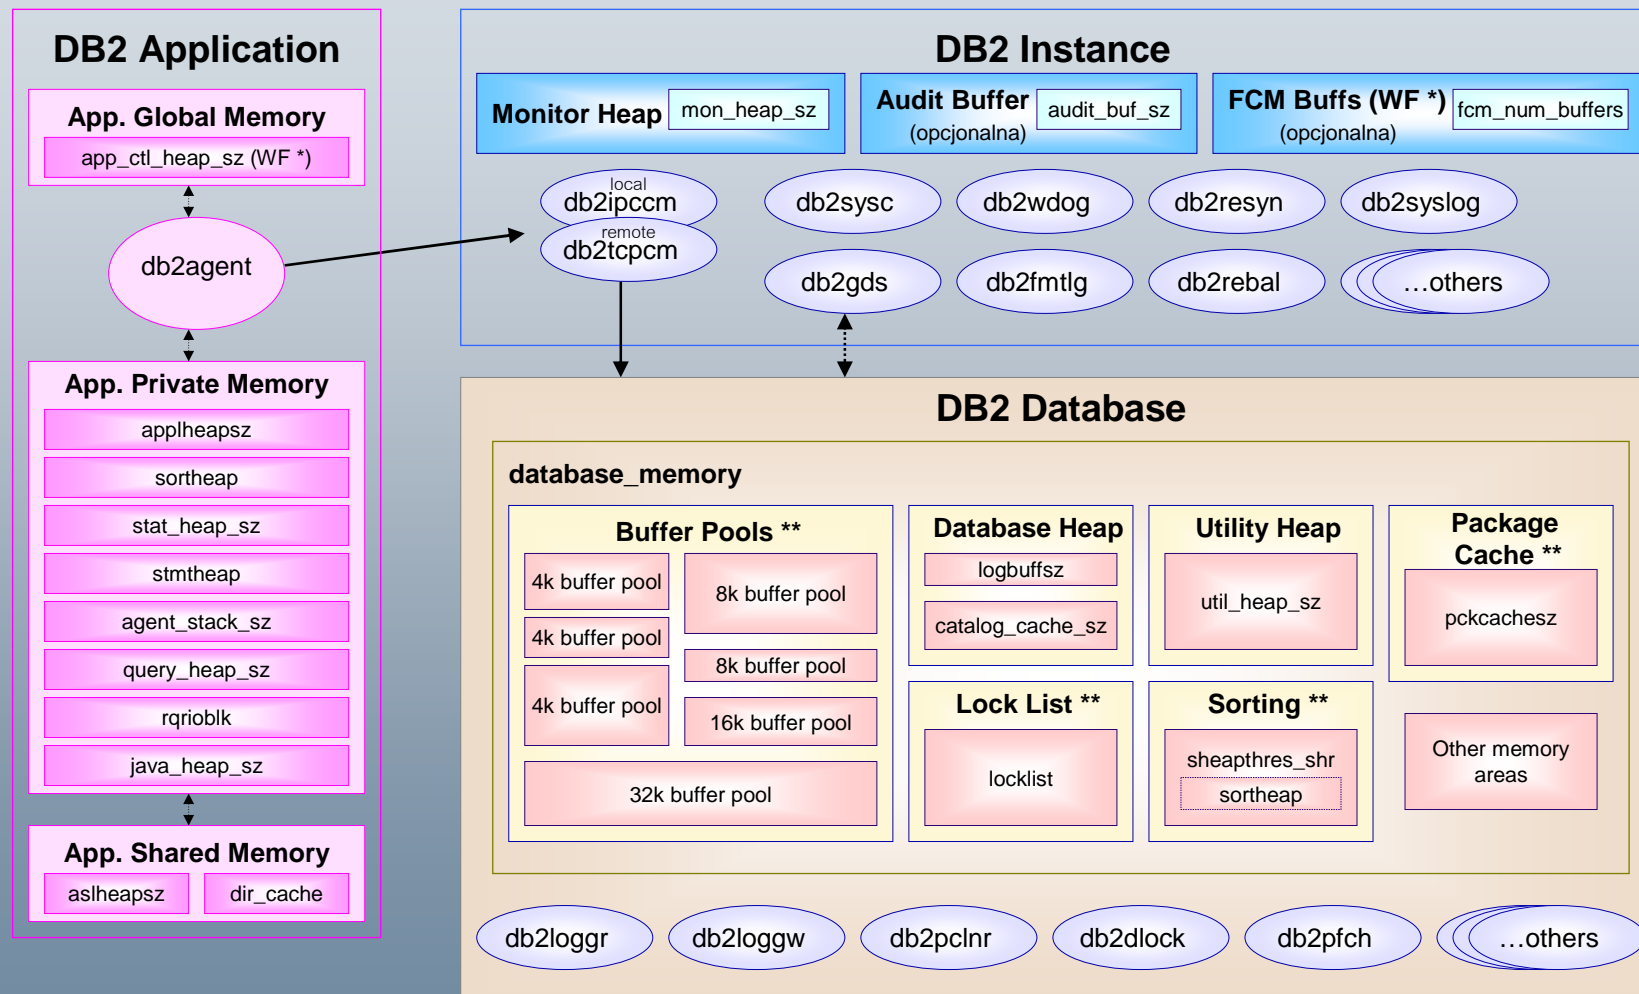 DB2 Application
App. Global Memory
app_ctl_heap_sz (WF *)
db2agent
App. Private Memory
applheapsz
sortheap
stat_heap_sz
stmtheap
agent_stack_sz
query_heap_sz
rqrioblk
java_heap_sz
App. Shared Memory
aslheapsz
dir_cache
DB2 Instance
Monitor Heap
mon_heap_sz
Audit Buffer
(opcjonalna)
audit_buf_sz
FCM Buffs (WF *)
(opcjonalna)
fcm_num_buffers
local
db2ipccm
remote
db2tcpcm
db2sysc
db2wdog
db2resyn
db2syslog
db2gds
db2fmtlg
db2rebal
…others
DB2 Database
database_memory
Buffer Pools **
4k buffer pool
4k buffer pool
4k buffer pool
8k buffer pool
8k buffer pool
16k buffer pool
32k buffer pool
Database Heap
logbuffsz
catalog_cache_sz
Utility Heap
util_heap_sz
Package
Cache **
pckcachesz
Lock List **
locklist
Sorting **
sheapthres_shr
sortheap
Other memory
areas
db2loggr
db2loggw
db2pclnr
db2dlock
db2pfch
…others